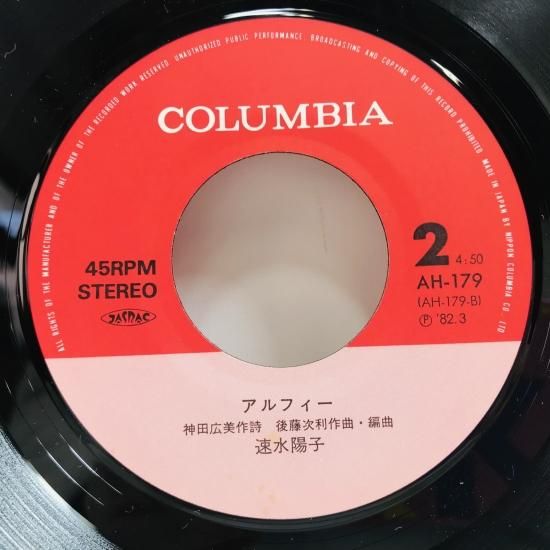 ALL RIGHTS OF THE MANUFACTURER AND OF THE OWNER OF THE RECORDED WORK RESERVED. UNAUTHORIZED PUBLIC PERFORMANCE, BROADCASTING AND COPYING OF THIS RECORD PROHIBITED MADE IN JAPAN BY NIPPON COLUMBIA CO., LTD.
COLUMBIA
45RPM
STEREO
JASRAC
2 4:50
AH-179
(AH-179-B)
Ⓟ '82.3
アルフィー
神田広美作詩 後藤次利作曲・編曲
速水陽子